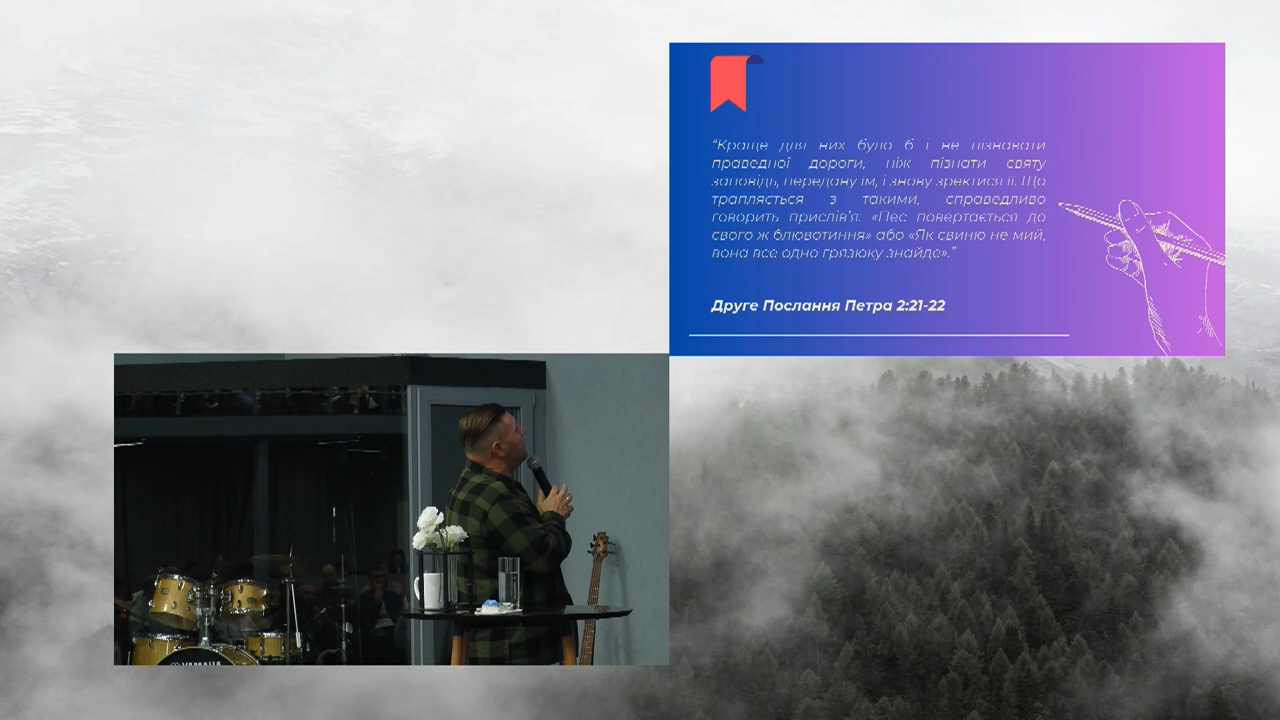 “Краще для них було б і не пізнавати
праведної дороги, ніж пізнати святу
заповідь, передану їм, і знову зректися її. Що
трапляється з такими, справедливо
говорить прислів’я: «Пес повертається до
свого ж блювотиння» або «Як свиню не мий,
вона все одно грязюку знайде».”
Друге Послання Петра 2:21-22
YAMAHA